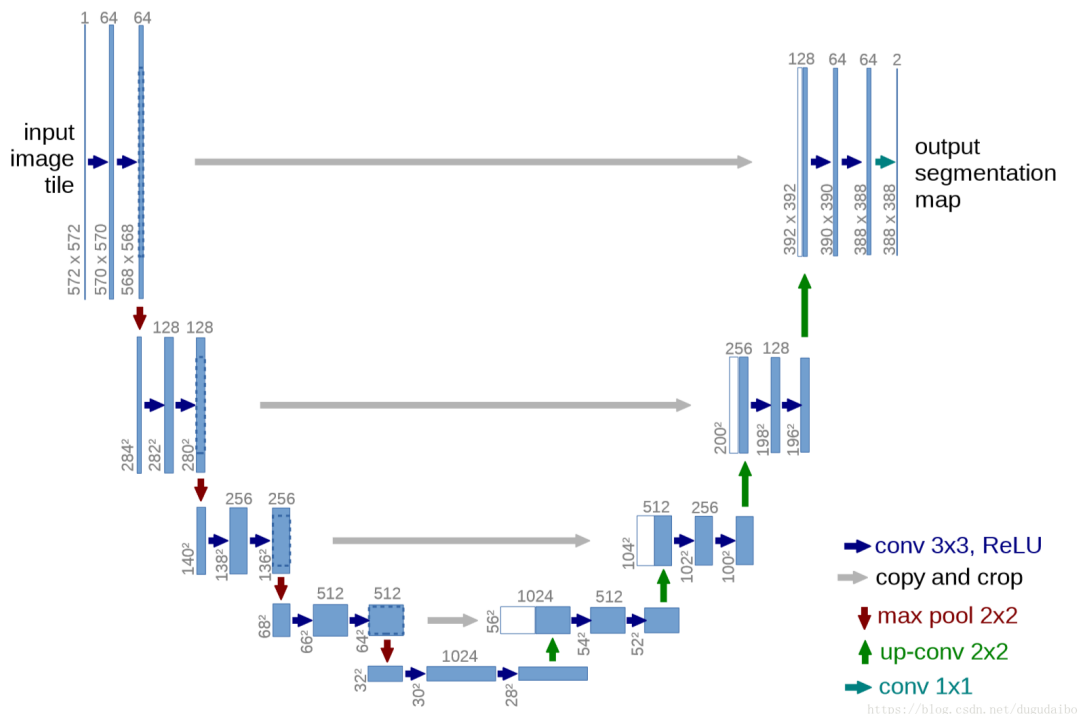 1 64 64
128 64 64 2
input
image
tile
output
segmentation
map
572 x 572
570 x 570
568 x 568
392 x 392
390 x 390
388 x 388
388 x 388
128 128
256 128
284²
282²
280²
200²
198²
196²
256 256
512 256
140²
138²
136²
104²
102²
100²
conv 3x3, ReLU
copy and crop
max pool 2x2
up-conv 2x2
conv 1x1
512 512
1024 512
68²
66²
64²
56²
54²
52²
1024
32²
30²
28²
https://blog.csdn.net/dugudaibo